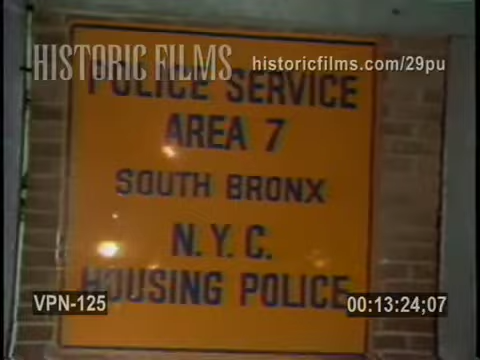 HISTORIC FILMS
historicfilms.com/29pu
POLICE SERVICE
AREA 7
SOUTH BRONX
N.Y.C.
HOUSING POLICE
VPN-125
00:13:24;07